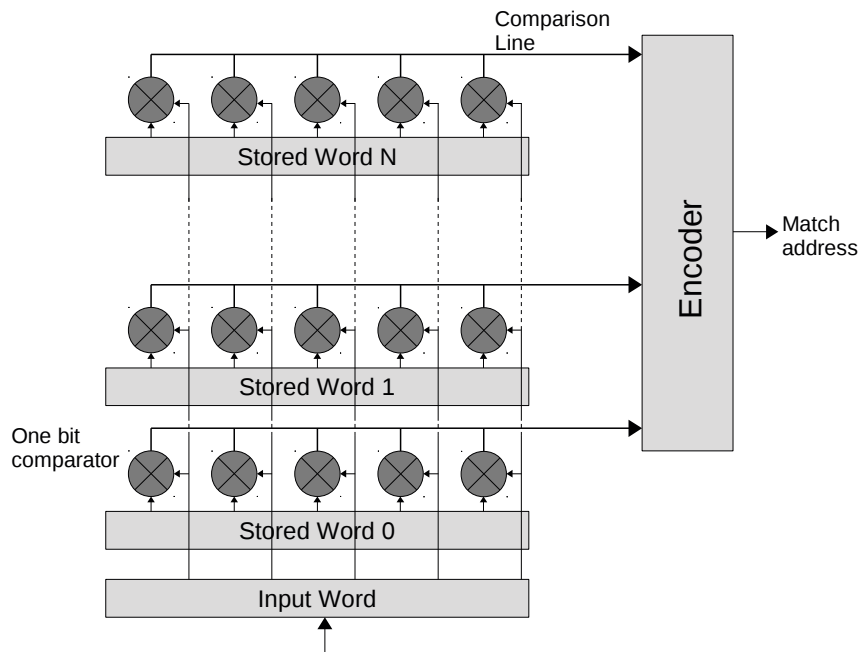 Comparison
Line
Stored Word N
Match
address
Encoder
Stored Word 1
One bit
comparator
Stored Word 0
Input Word